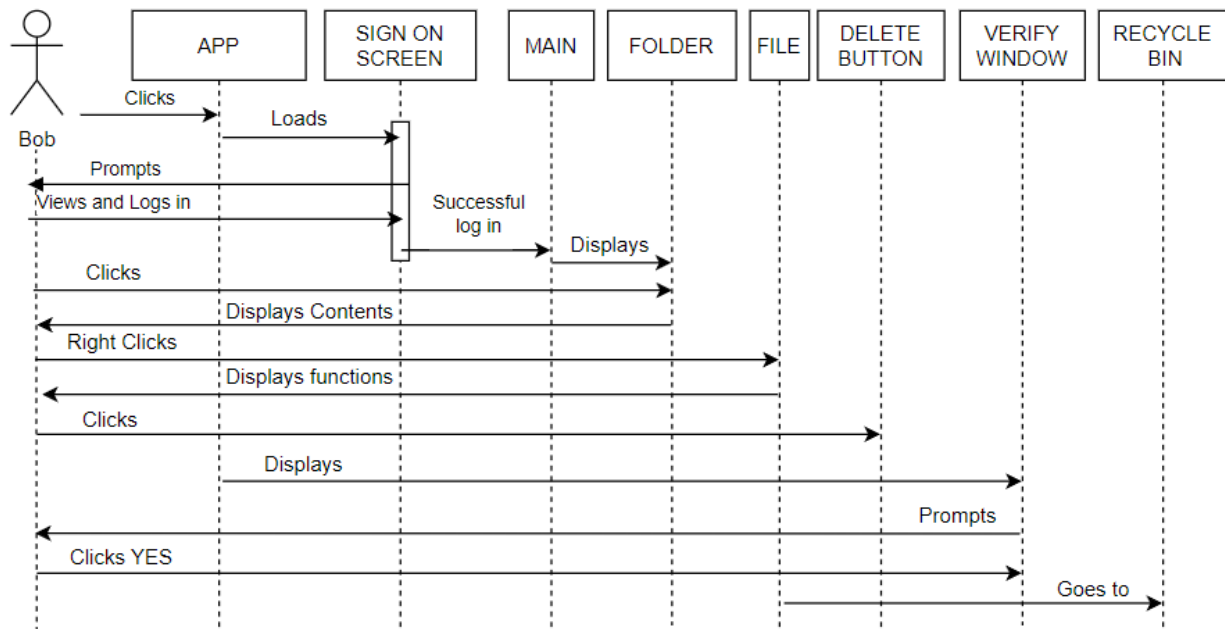 APP
SIGN ON
SCREEN
MAIN
FOLDER
FILE
DELETE
BUTTON
VERIFY
WINDOW
RECYCLE
BIN
Bob
Clicks
Loads
Prompts
Views and Logs in
Successful
log in
Displays
Clicks
Displays Contents
Right Clicks
Displays functions
Clicks
Displays
Prompts
Clicks YES
Goes to